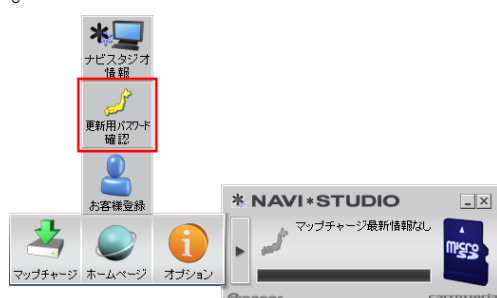 ナビスタジオ
情報
更新用パスワード
確認
お客様登録
マップチャージ ホームページ オプション
NAVI*STUDIO
マップチャージ最新情報なし
micro